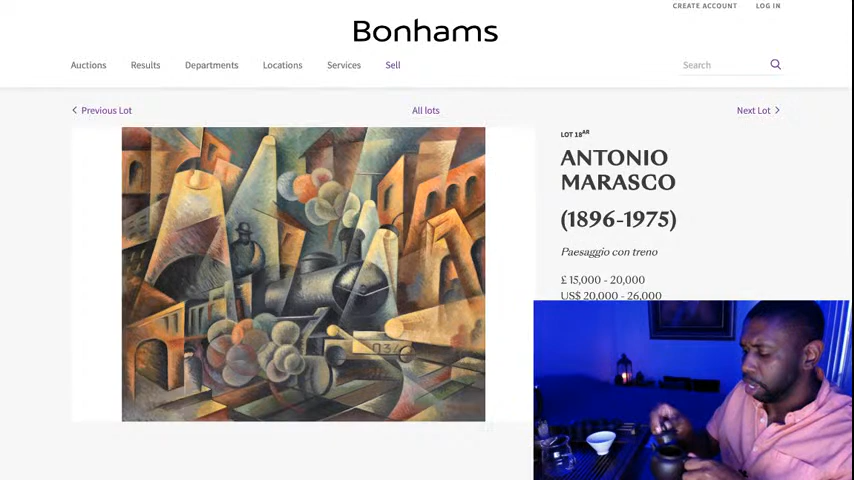 CREATE ACCOUNT LOG IN
Bonhams
Auctions Results Departments Locations Services Sell
Search
Previous Lot All lots Next Lot
LOT 18AR
ANTONIO
MARASCO
(1896-1975)
Paesaggio con treno
£ 15,000 - 20,000
US$ 20,000 - 26,000
034